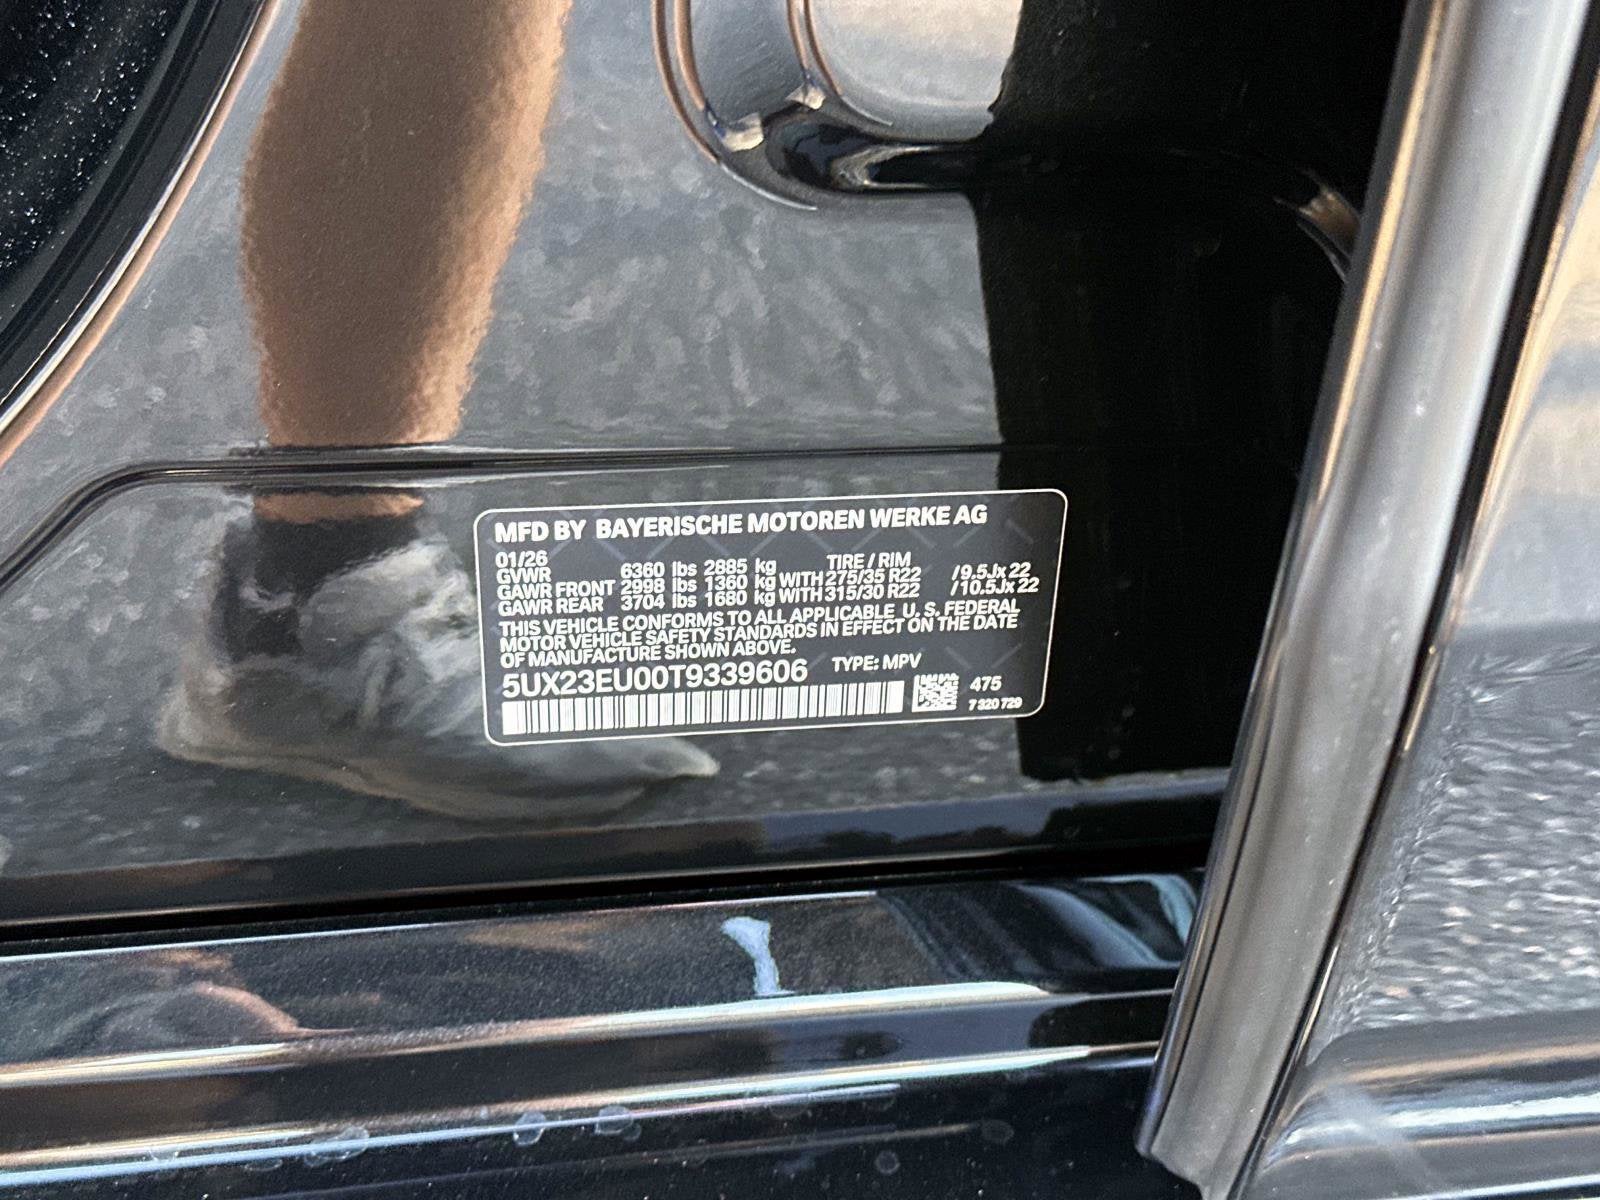 MFD BY BAYERISCHE MOTOREN WERKE AG
01/26 TIRE / RIM
GVWR 6360 lbs 2885 kg
GAWR FRONT 2998 lbs 1360 kg WITH 275/35 R22 /9.5Jx22
GAWR REAR 3704 lbs 1680 kg WITH 315/30 R22 /10.5Jx22
THIS VEHICLE CONFORMS TO ALL APPLICABLE U. S. FEDERAL
MOTOR VEHICLE SAFETY STANDARDS IN EFFECT ON THE DATE
OF MANUFACTURE SHOWN ABOVE.
5UX23EU00T9339606 TYPE: MPV
475
7 320 729